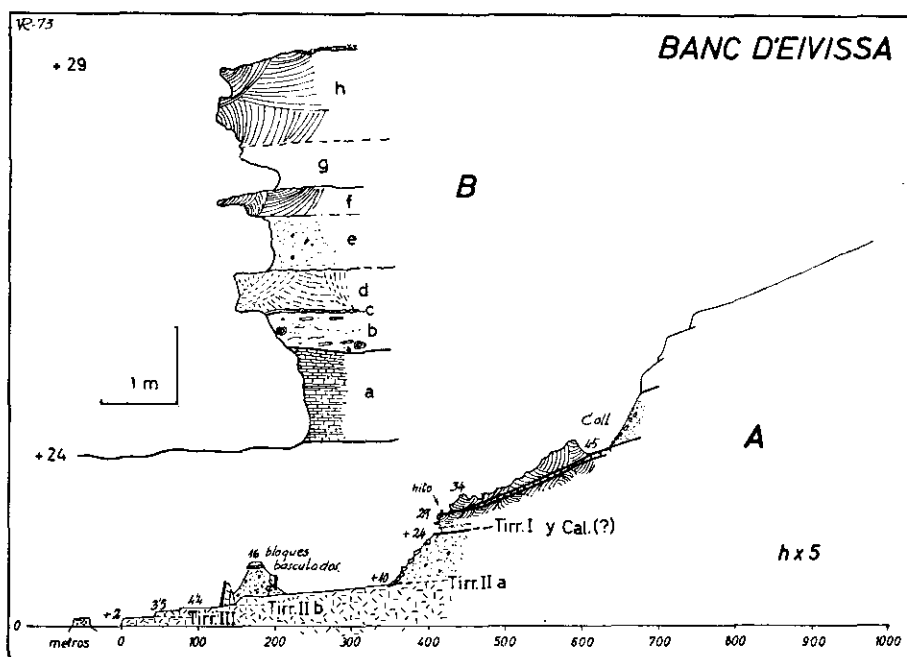 VR-73
BANC D'EIVISSA
+ 29
h
g
B
f
e
d
c
b
1 m
a
+24
Coll
45
A
hito
34
29
Tirr. I y Cal.(?)
+24
h x 5
16 bloques
basculados
+10
Tirr. II a
+2
3'5
4'4
Tirr. III
Tirr. II b
0
metros
0
100
200
300
400
500
600
700
800
900
1000